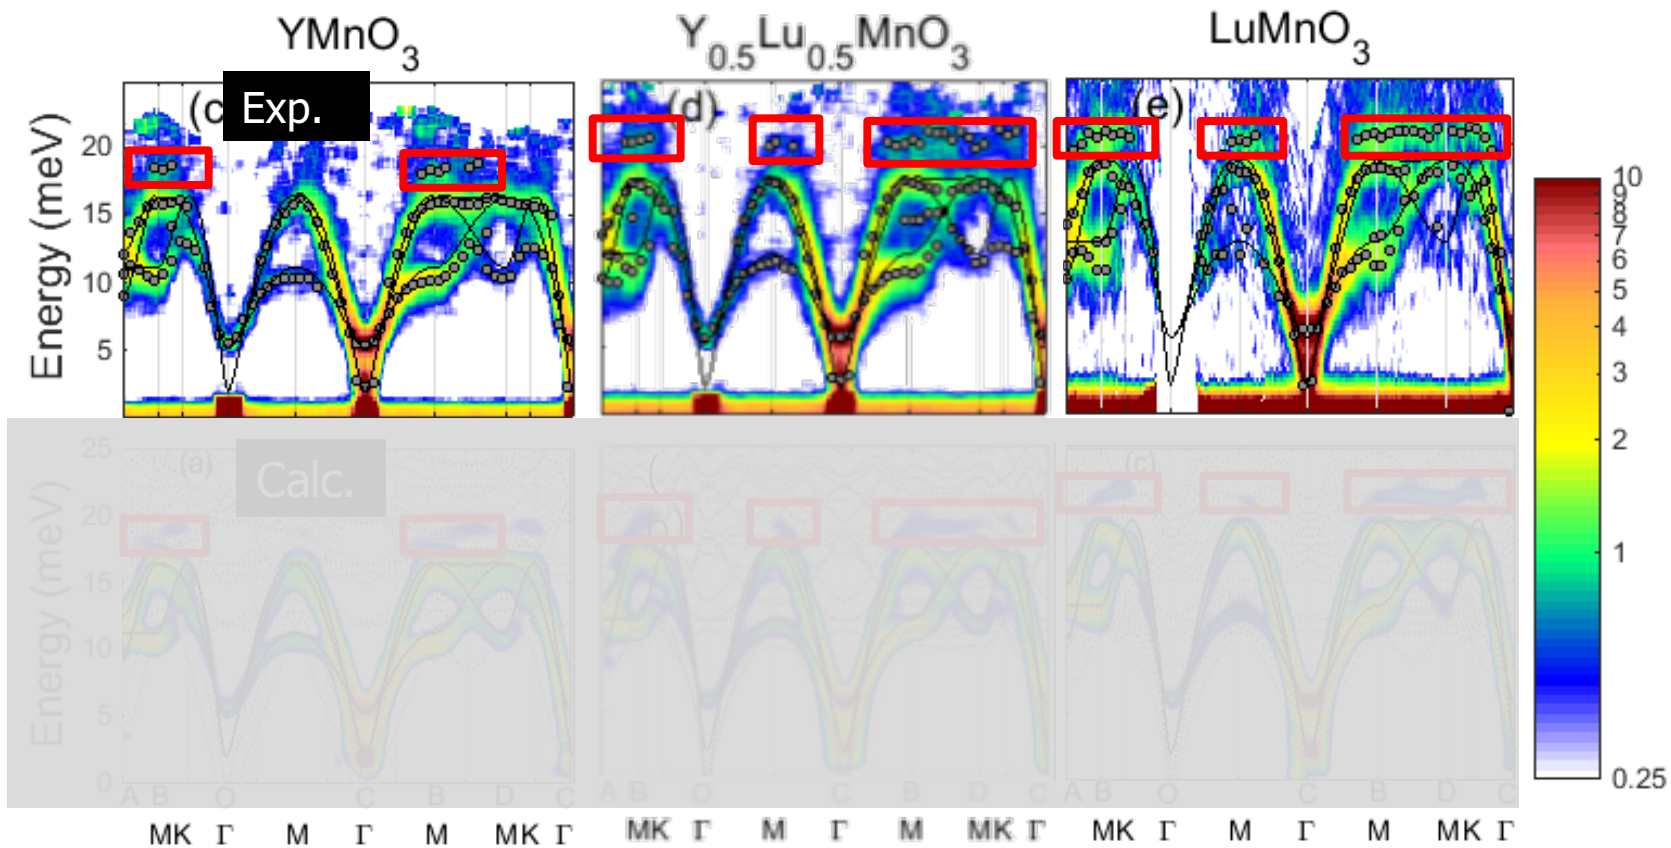 YMnO3
Y0.5Lu0.5MnO3
LuMnO3
(c
Exp.
(d)
(e)
Energy (meV)
20
15
10
5
10
9
8
7
6
5
4
3
2
1
0.25
(a)
Calc.
(c)
Energy (meV)
25
20
15
10
5
0
A B O C B D C
A B O C B D C
A B O C B D C
MK Γ M Γ M MK Γ
MK Γ M Γ M MK Γ
MK Γ M Γ M MK Γ